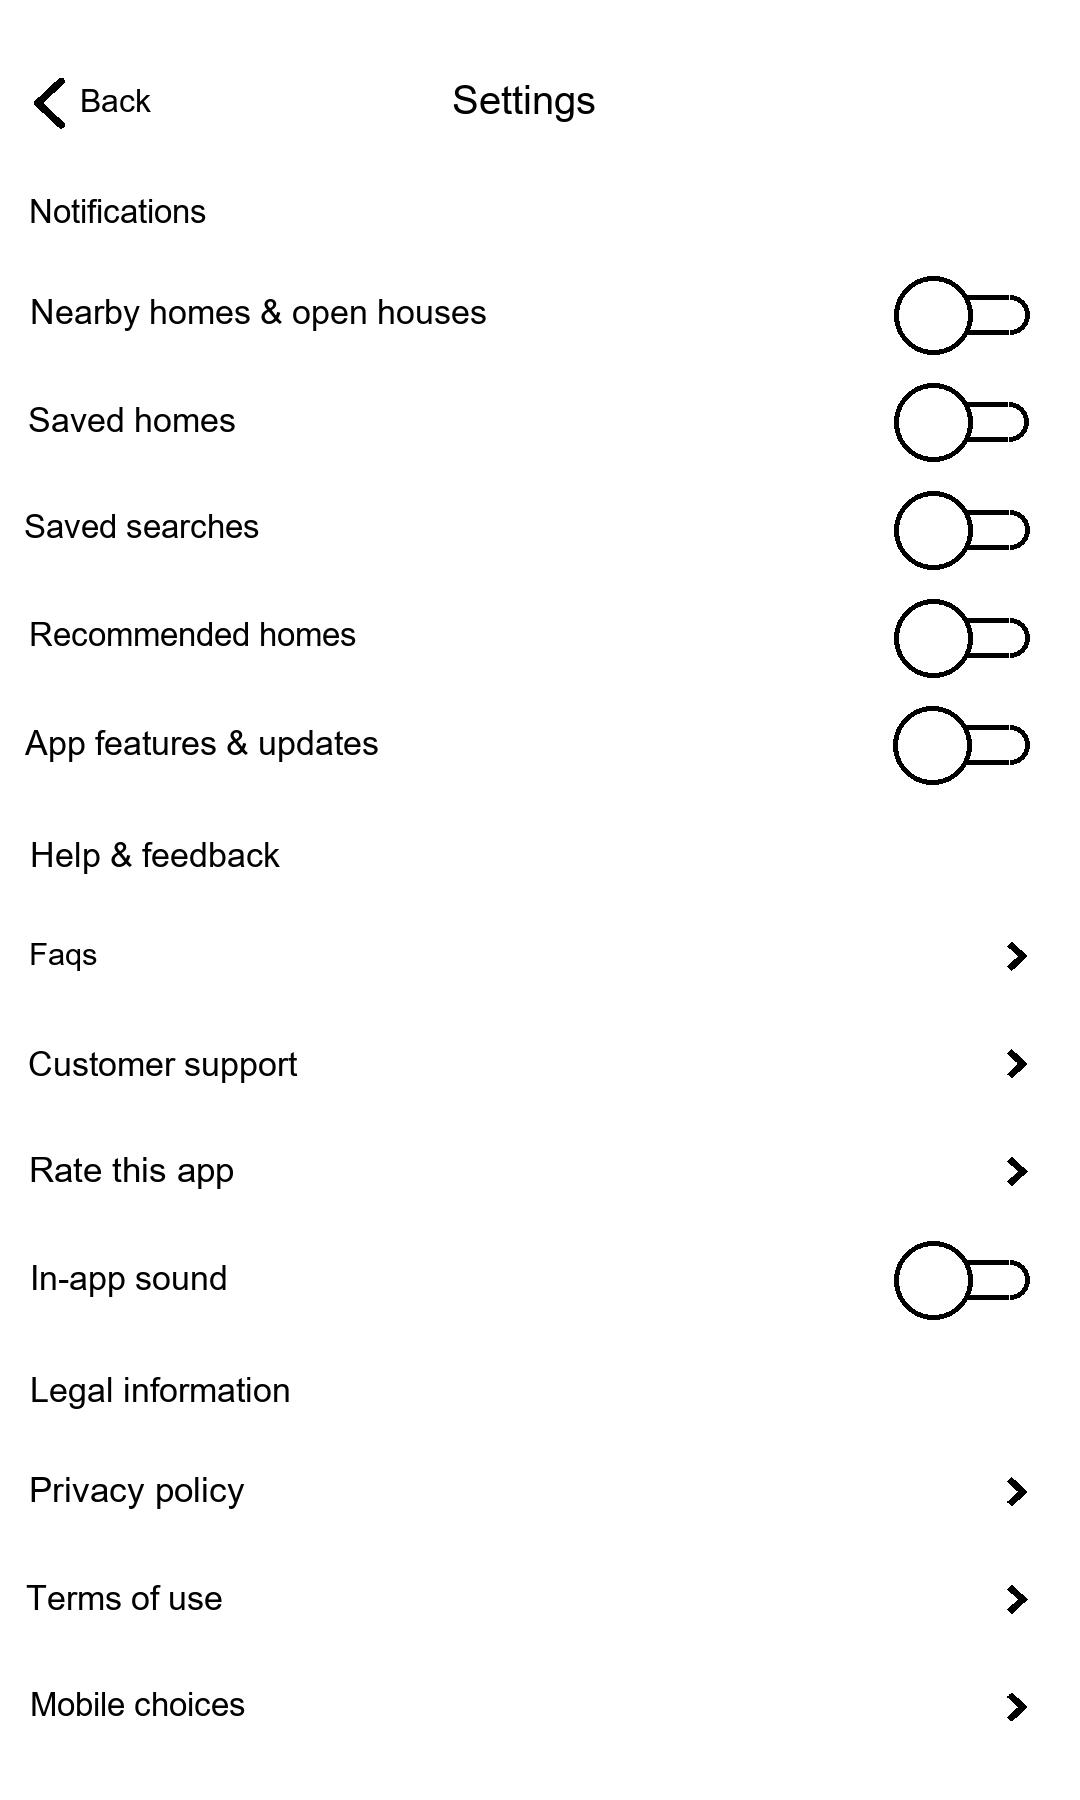 Back
Settings
Notifications
Nearby homes & open houses
Saved homes
Saved searches
Recommended homes
App features & updates
Help & feedback
Faqs
Customer support
Rate this app
In-app sound
Legal information
Privacy policy
Terms of use
Mobile choices